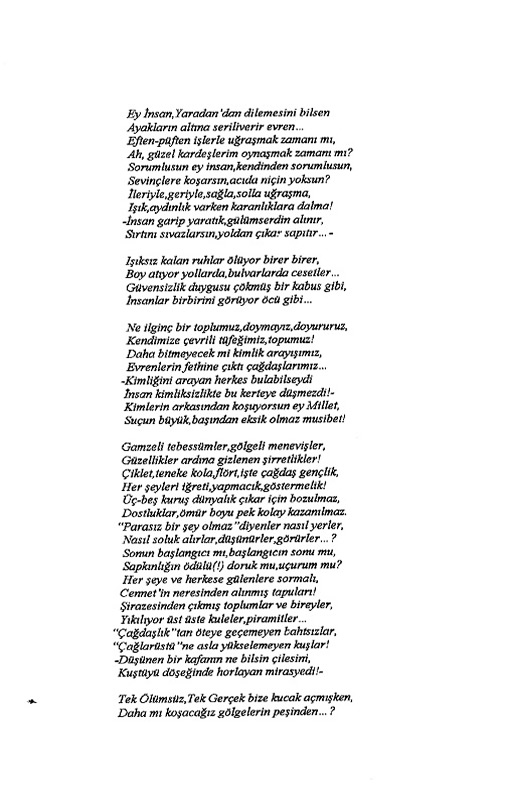 Ey İnsan,Yaradan'dan dilemesini bilsen
Ayakların altına seriliverir evren...
Eften-püften işlerle uğraşmak zamanı mı,
Ah, güzel kardeşlerim oynaşmak zamanı mı?
Sorumlusun ey insan,kendinden sorumlusun,
Sevinçlere koşarsın,acıda niçin yoksun?
İleriyle,geriyle,sağla,solla uğraşma,
Işık,aydınlık varken karanlıklara dalma!
-İnsan garip yaratık,gülümserdin alınır,
Sırtını sıvazlarsın,yoldan çıkar sapıtır...-
Işıksız kalan ruhlar ölüyor birer birer,
Boy atıyor yollarda,bulvarlarda cesetler...
Güvensizlik duygusu çökmüş bir kabus gibi,
İnsanlar birbirini görüyor öcü gibi...
Ne ilginç bir toplumuz,doymayız,doyururuz,
Kendimize çevrili tüfeğimiz,topumuz!
Daha bitmeyecek mi kimlik arayışımız,
Evrenlerin fethine çıktı çağdaşlarımız...
-Kimliğini arayan herkes bulabilseydi
İnsan kimliksizlikte bu kerteye düşmezdi!-
Kimlerin arkasından koşuyorsun ey Millet,
Suçun büyük,başından eksik olmaz musibet!
Gamzeli tebessümler,gölgeli menevişler,
Güzellikler ardına gizlenen şirretlikler!
Çiklet,teneke kola,flört,işte çağdaş gençlik,
Her şeyleri iğreti,yapmacık,göstermelik!
Üç-beş kuruş dünyalık çıkar için bozulmaz,
Dostluklar,ömür boyu pek kolay kazanılmaz.
"Parasız bir şey olmaz"diyenler nasıl yerler,
Nasıl soluk alırlar,düşünürler,görürler...?
Sonun başlangıcı mı,başlangıcın sonu mu,
Sapkınlığın ödülü(!) doruk mu,uçurum mu?
Her şeye ve herkese gülenlere sormalı,
Cennet'in neresinden alınmış tapuları!
Şirazesinden çıkmış toplumlar ve bireyler,
Yıkılıyor üst üste kuleler,piramitler...
"Çağdaşlık"tan öteye geçemeyen bahtsızlar,
"Çağlarüstü"ne asla yükselemeyen kuşlar!
-Düşünen bir kafanın ne bilsin çilesini,
Kuştüyü döşeğinde horlayan mirasyedi!-
Tek Ölümsüz,Tek Gerçek bize kucak açmışken,
Daha mı koşacağız gölgelerin peşinden...?